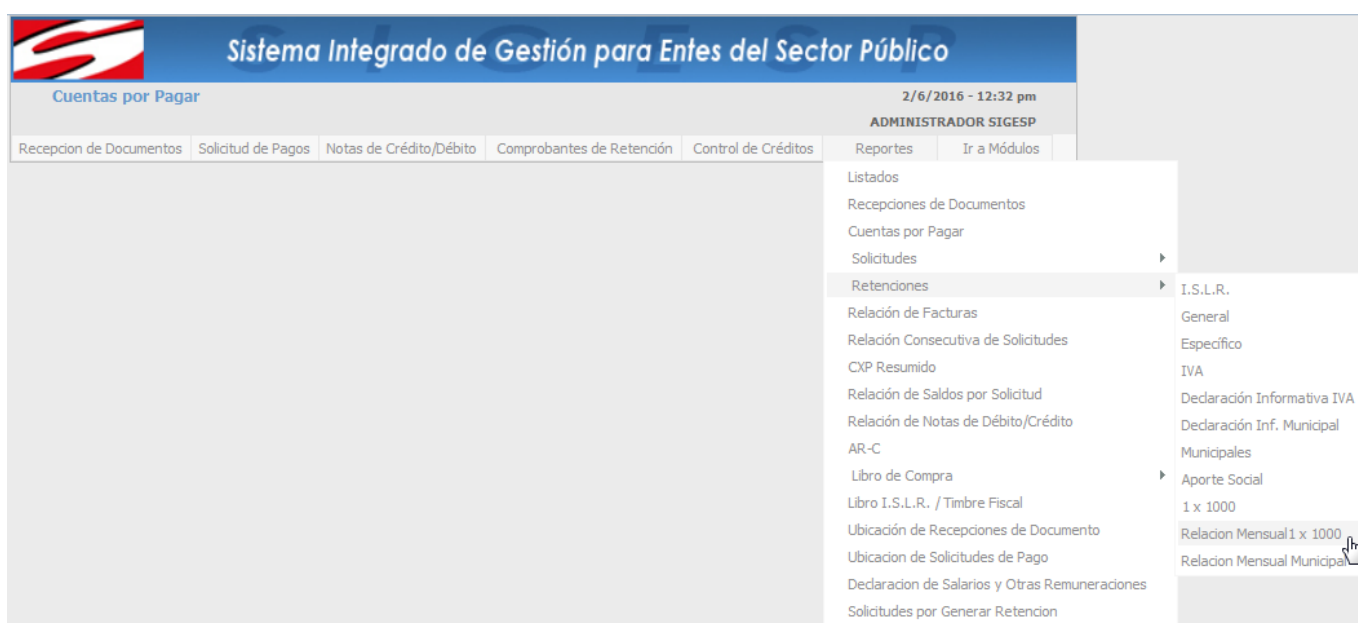 Sistema Integrado de Gestión para Entes del Sector Público
Cuentas por Pagar
2/6/2016 - 12:32 pm
ADMINISTRADOR SIGESP
Recepcion de Documentos Solicitud de Pagos Notas de Crédito/Débito Comprobantes de Retención Control de Créditos Reportes Ir a Módulos
Listados
Recepciones de Documentos
Cuentas por Pagar
Solicitudes
Retenciones
Relación de Facturas
Relación Consecutiva de Solicitudes
CXP Resumido
Relación de Saldos por Solicitud
Relación de Notas de Débito/Crédito
AR-C
Libro de Compra
Libro I.S.L.R. / Timbre Fiscal
Ubicación de Recepciones de Documento
Ubicacion de Solicitudes de Pago
Declaracion de Salarios y Otras Remuneraciones
Solicitudes por Generar Retencion
I.S.L.R.
General
Específico
IVA
Declaración Informativa IVA
Declaración Inf. Municipal
Municipales
Aporte Social
1 x 1000
Relacion Mensual1 x 1000
Relacion Mensual Municipal